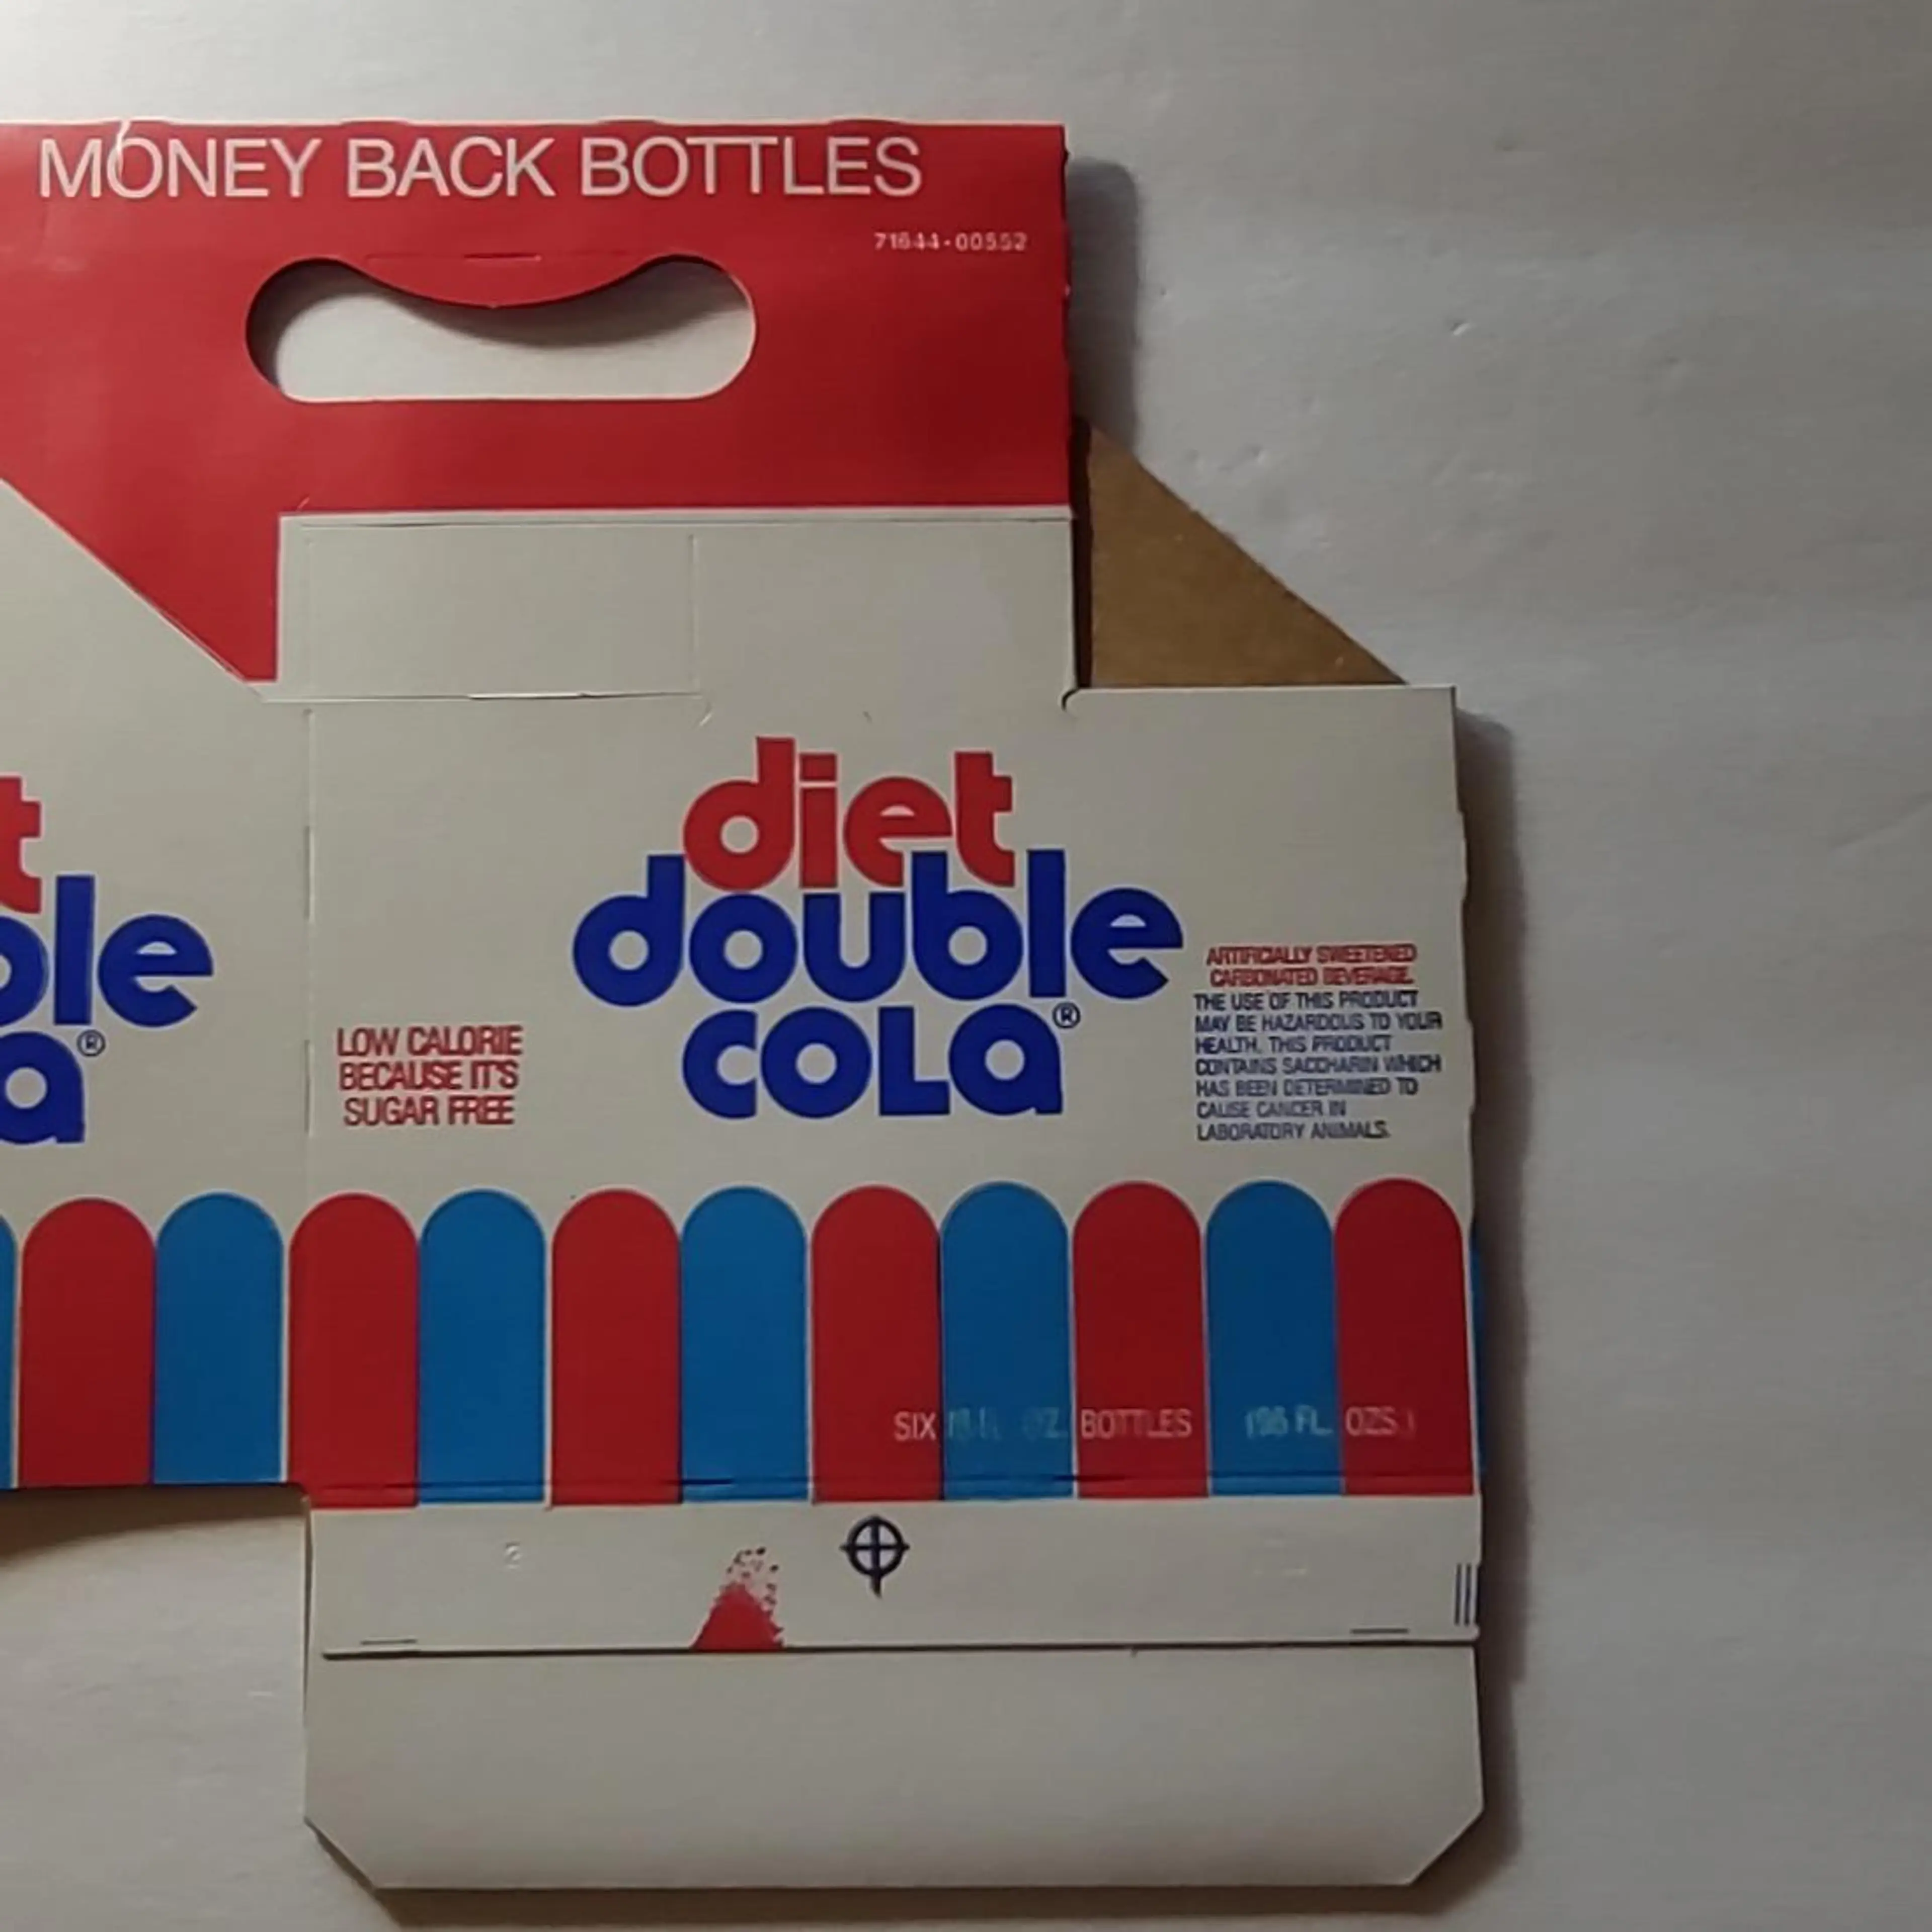 MONEY BACK BOTTLES
71644-00552
diet
double
COLa®
t
ble
a®
LOW CALORIE
BECAUSE IT'S
SUGAR FREE
ARTIFICIALLY SWEETENED
CARBONATED BEVERAGE.
THE USE OF THIS PRODUCT
MAY BE HAZARDOUS TO YOUR
HEALTH. THIS PRODUCT
CONTAINS SACCHARIN WHICH
HAS BEEN DETERMINED TO
CAUSE CANCER IN
LABORATORY ANIMALS.
SIX OZ. BOTTLES FL. OZS.)
2